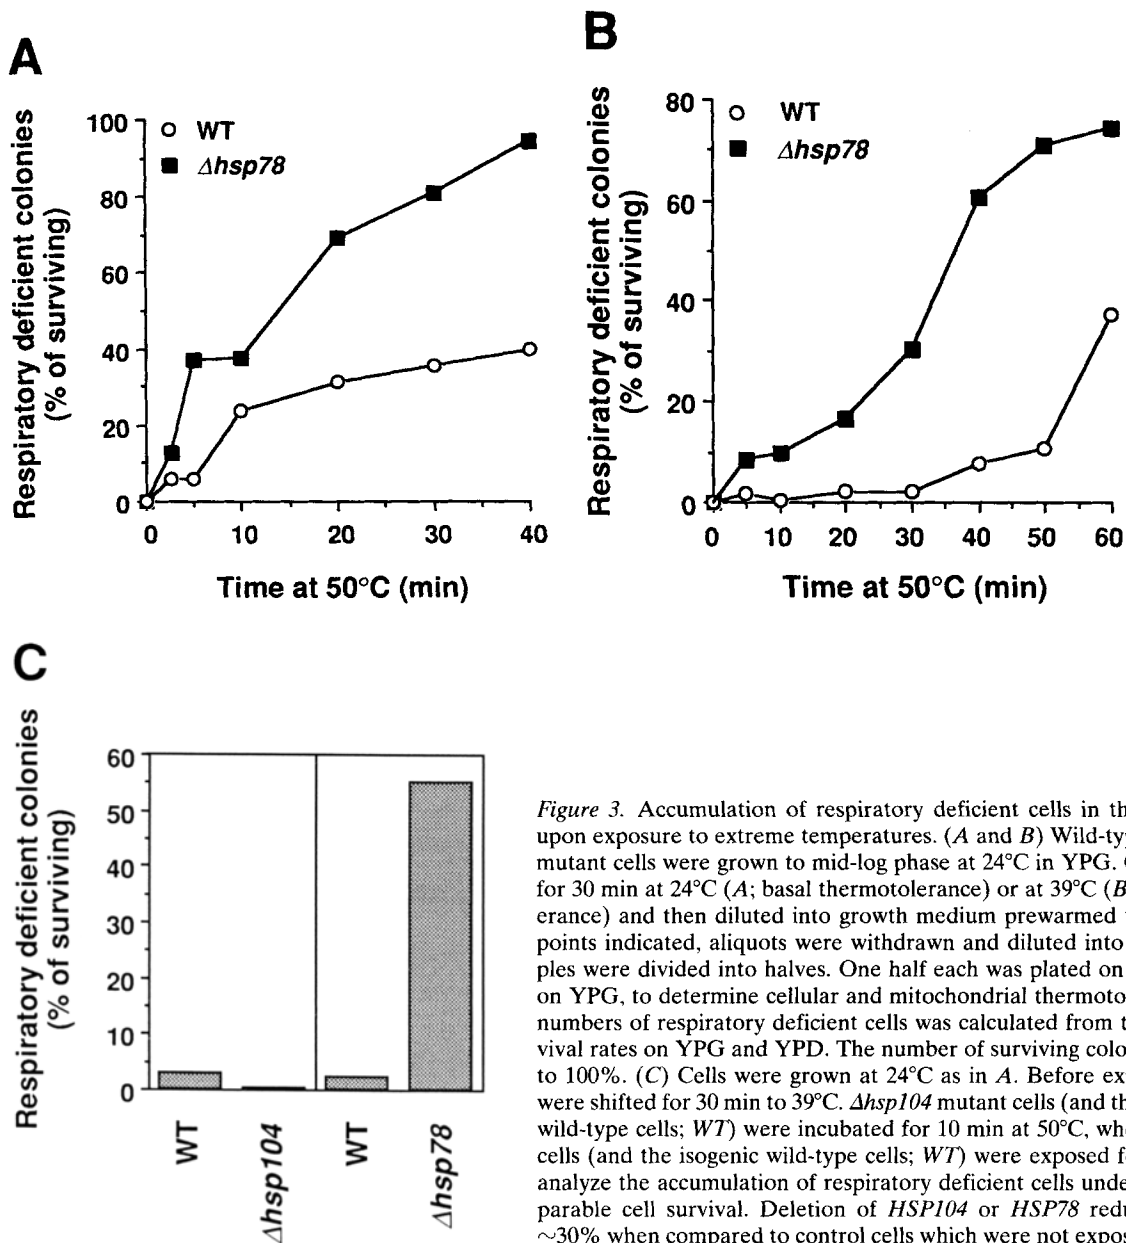 A
Respiratory deficient colonies
(% of surviving)
100
80
60
40
20
0
WT
Δhsp78
0 10 20 30 40
Time at 50°C (min)
B
Respiratory deficient colonies
(% of surviving)
80
60
40
20
0
WT
Δhsp78
0 10 20 30 40 50 60
Time at 50°C (min)
C
Respiratory deficient colonies
(% of surviving)
60
50
40
30
20
10
0
WT
Δhsp104
WT
Δhsp78
Figure 3. Accumulation of respiratory deficient cells in th
upon exposure to extreme temperatures. (A and B) Wild-ty
mutant cells were grown to mid-log phase at 24°C in YPG.
for 30 min at 24°C (A; basal thermotolerance) or at 39°C (B
erance) and then diluted into growth medium prewarmed
points indicated, aliquots were withdrawn and diluted into
ples were divided into halves. One half each was plated on
on YPG, to determine cellular and mitochondrial thermoto
numbers of respiratory deficient cells was calculated from t
vival rates on YPG and YPD. The number of surviving colo
to 100%. (C) Cells were grown at 24°C as in A. Before ex
were shifted for 30 min to 39°C. Δhsp104 mutant cells (and th
wild-type cells; WT) were incubated for 10 min at 50°C, wh
cells (and the isogenic wild-type cells; WT) were exposed f
analyze the accumulation of respiratory deficient cells unde
parable cell survival. Deletion of HSP104 or HSP78 redu
~30% when compared to control cells which were not expos